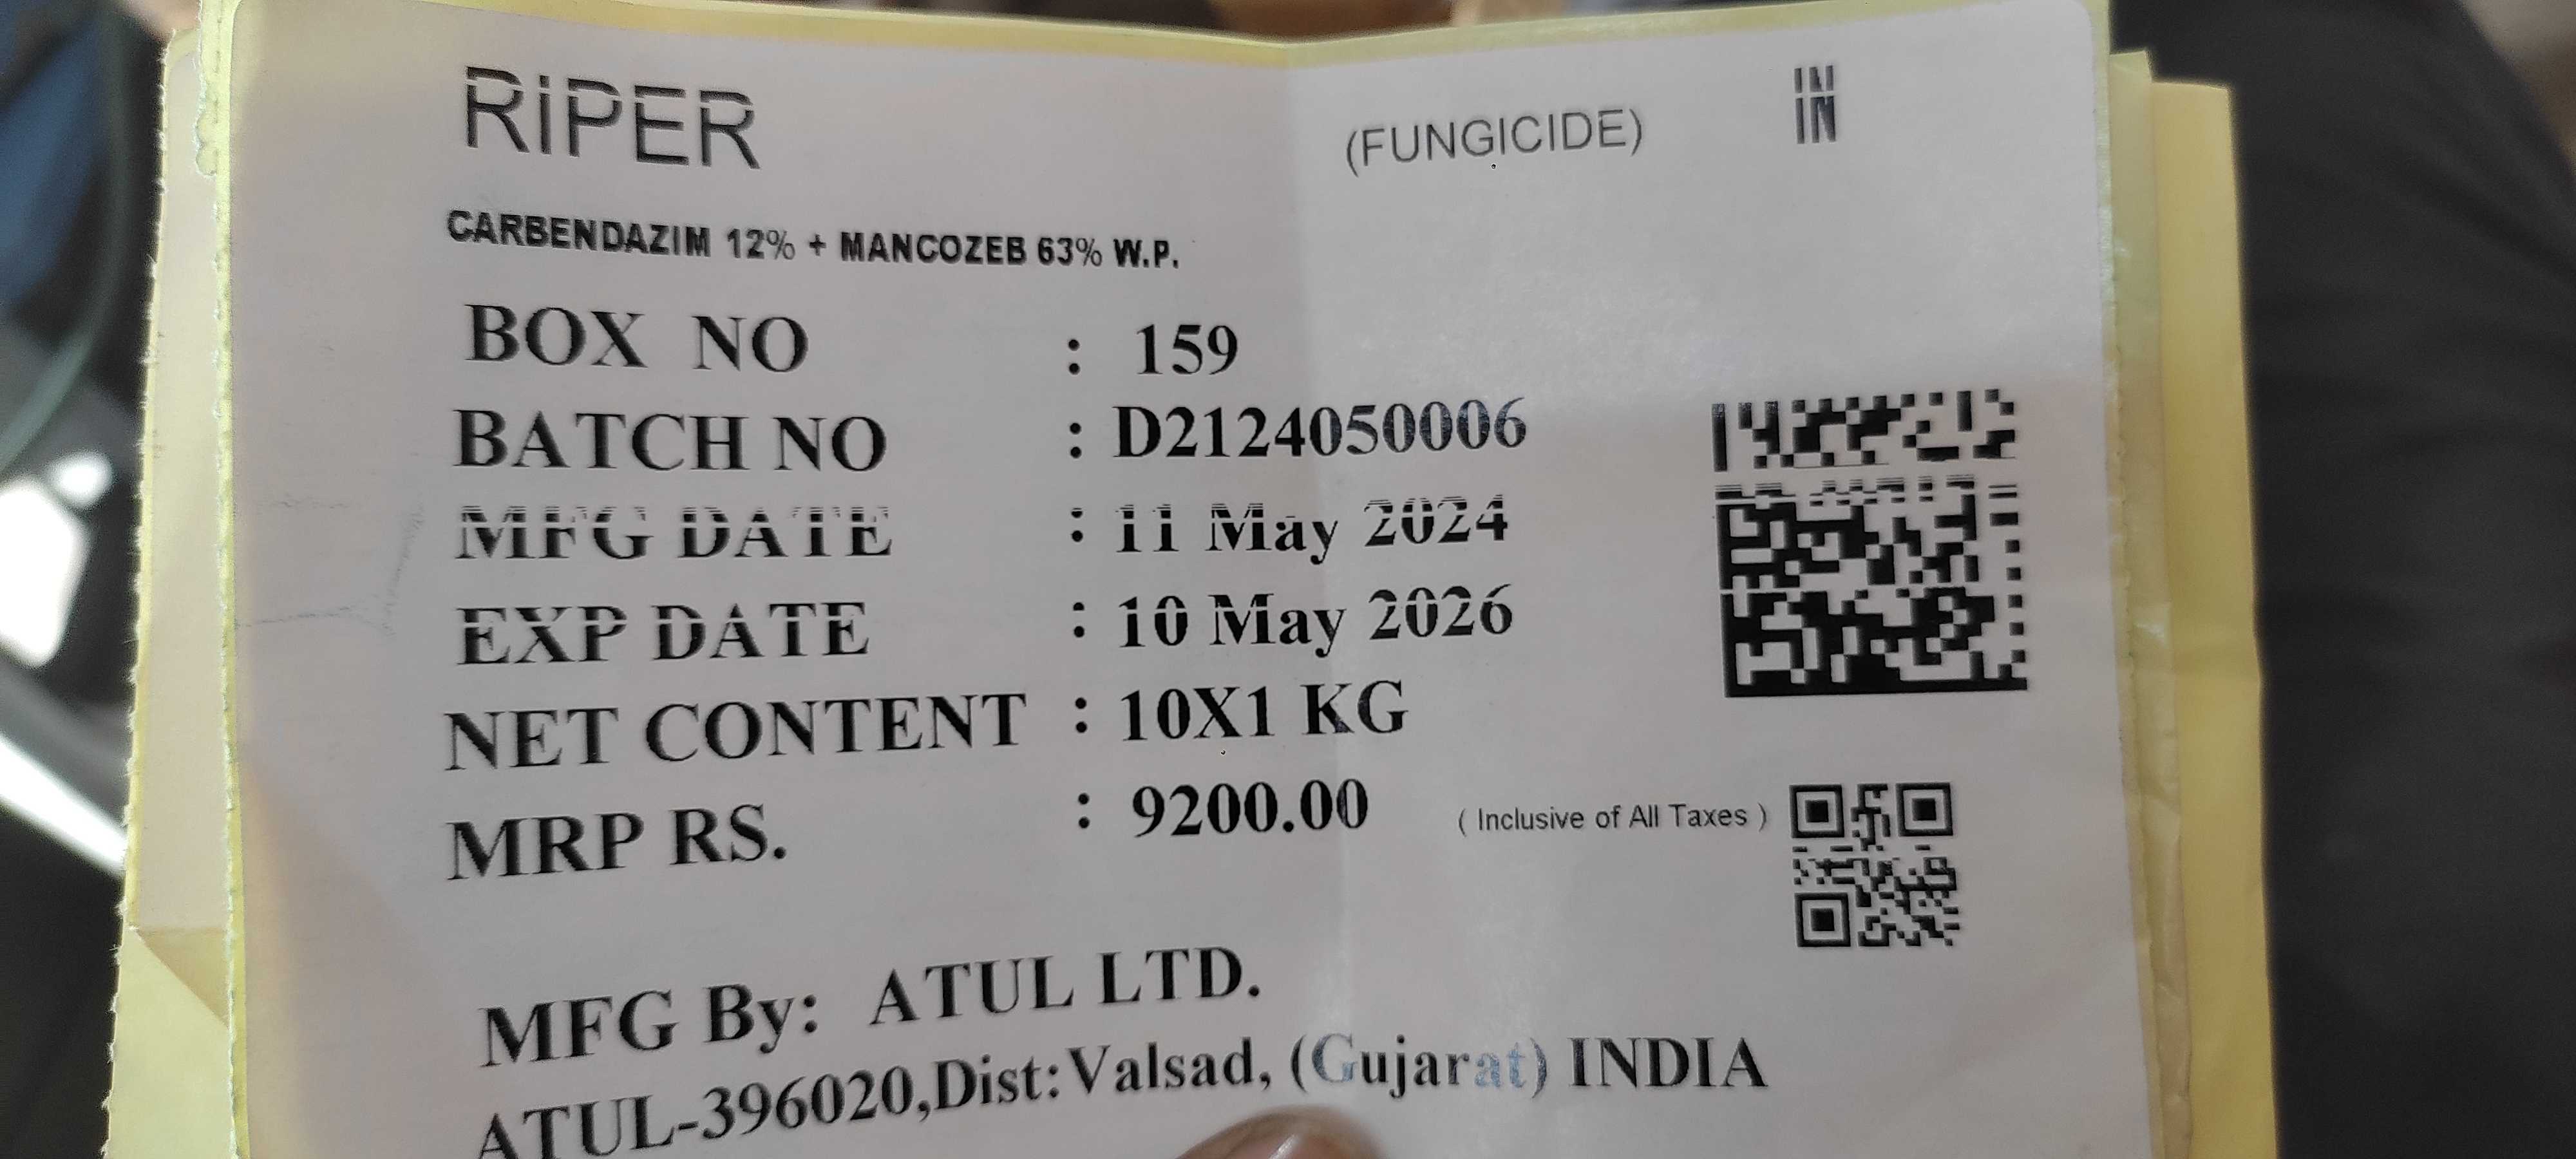 RiPER (FUNGICIDE) IN
CARBENDAZIM 12% + MANCOZEB 63% W.P.
BOX NO : 159
BATCH NO : D2124050006
MFG DATE : 11 May 2024
EXP DATE : 10 May 2026
NET CONTENT : 10X1 KG
MRP RS. : 9200.00 ( Inclusive of All Taxes )
MFG By: ATUL LTD.
ATUL-396020,Dist:Valsad, (Gujarat) INDIA